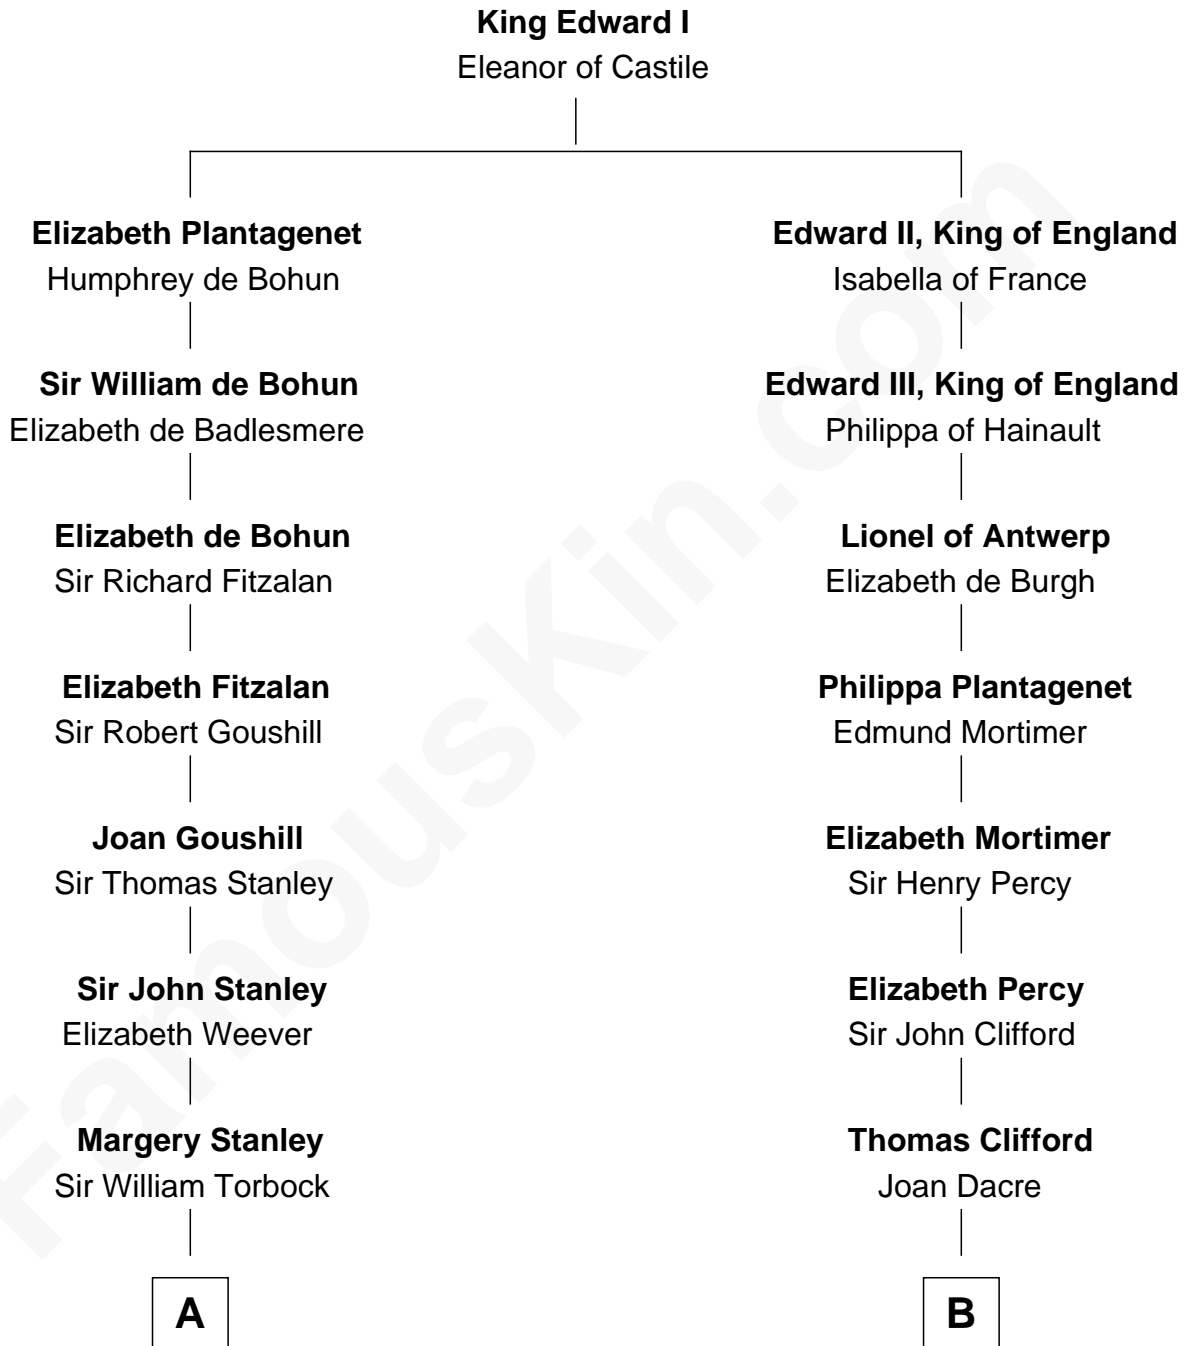 King Edward I
Eleanor of Castile
Elizabeth Plantagenet
Humphrey de Bohun
Edward II, King of England
Isabella of France
Sir William de Bohun
Elizabeth de Badlesmere
Edward III, King of England
Philippa of Hainault
Elizabeth de Bohun
Sir Richard Fitzalan
Lionel of Antwerp
Elizabeth de Burgh
Elizabeth Fitzalan
Sir Robert Goushill
Philippa Plantagenet
Edmund Mortimer
Joan Goushill
Sir Thomas Stanley
Elizabeth Mortimer
Sir Henry Percy
Sir John Stanley
Elizabeth Weever
Elizabeth Percy
Sir John Clifford
Margery Stanley
Sir William Torbock
Thomas Clifford
Joan Dacre
A
B
FamousKin.com